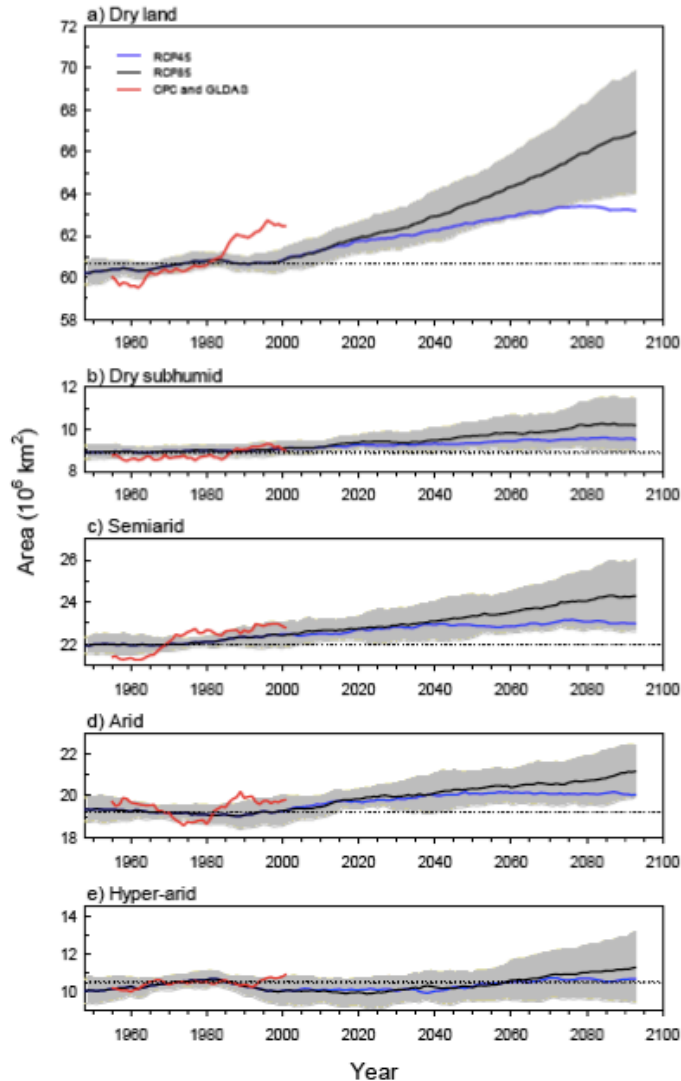 a) Dry land
72
70
68
66
64
62
60
58
RCP45
RCP85
CPC and GLDAS
1960 1980 2000 2020 2040 2060 2080 2100
b) Dry subhumid
12
10
8
1960 1980 2000 2020 2040 2060 2080 2100
c) Semiarid
26
24
22
1960 1980 2000 2020 2040 2060 2080 2100
d) Arid
22
20
18
1960 1980 2000 2020 2040 2060 2080 2100
e) Hyper-arid
14
12
10
1960 1980 2000 2020 2040 2060 2080 2100
Area (10⁶ km²)
Year